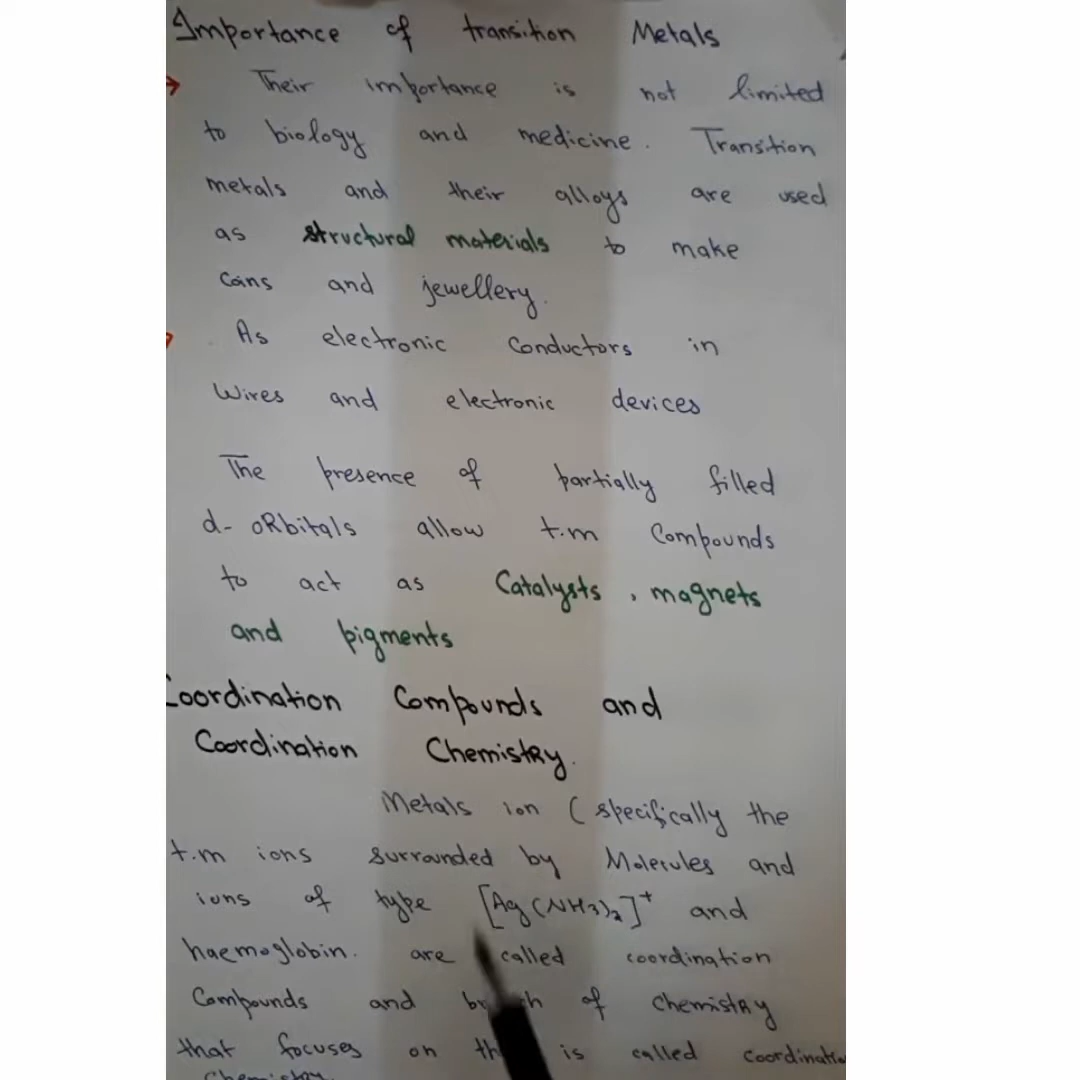 Importance of transition Metals
Their importance is not limited
to biology and medicine. Transition
metals and their alloys are used
as structural materials to make
Coins and jewellery.
As electronic Conductors in
Wires and electronic devices
The presence of partially filled
d- oRbitals allow t.m Compounds
to act as Catalysts, magnets
and pigments
Coordination Compounds and
Coordination ChemistRy.
Metals ion (specifically the
t.m ions surrounded by Molecules and
ions of type [Ag(NH3)2]+ and
haemoglobin. are called coordination
Compounds and of ChemistRy
that focuses on is called
Chemistry